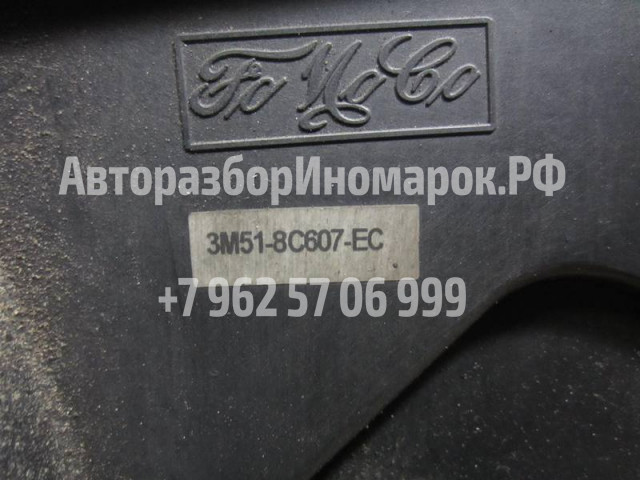 FoMoCo
АвторазборИномарок.РФ
3M51-8C607-EC
+7 962 57 06 999